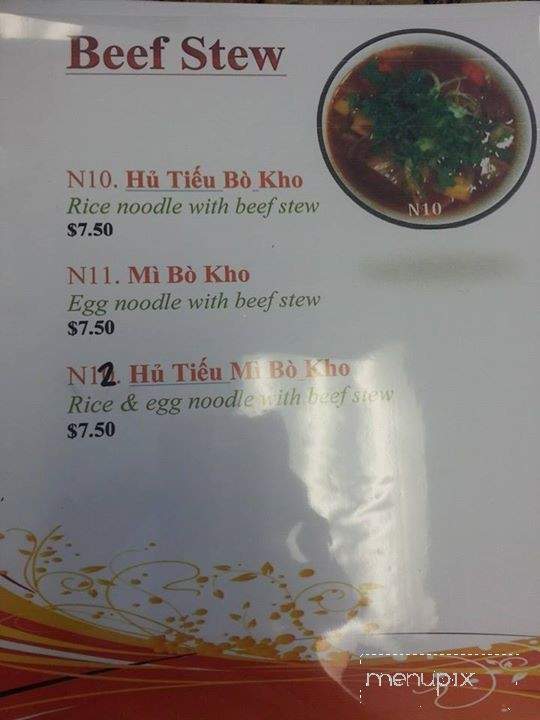 Beef Stew
N10. Hủ Tiếu Bò Kho
Rice noodle with beef stew
$7.50
N10
N11. Mì Bò Kho
Egg noodle with beef stew
$7.50
N12. Hủ Tiếu Mì Bò Kho
Rice & egg noodle with beef stew
$7.50
menupix